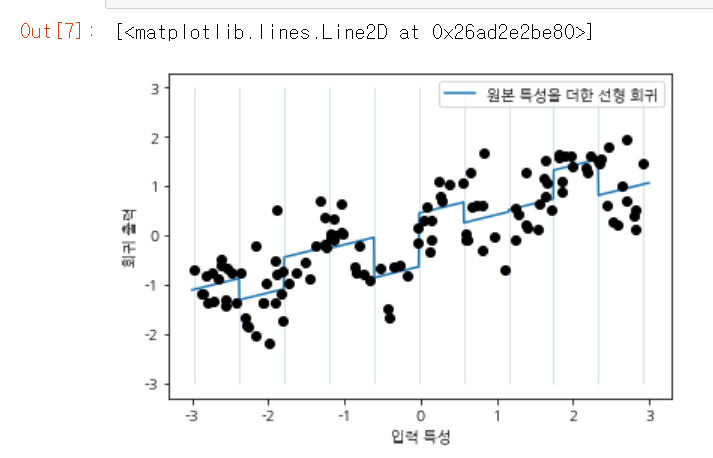 Out[7]: [<matplotlib.lines.Line2D at 0x26ad2e2be80>]
원본 특성을 더한 선형 회귀
3
2
1
0
-1
-2
-3
회귀 출력
-3 -2 -1 0 1 2 3
입력 특성